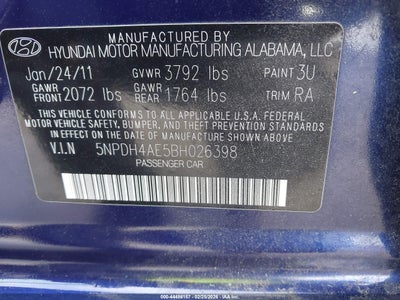 MANUFACTURED BY
HYUNDAI MOTOR MANUFACTURING ALABAMA, LLC
Jan/24/11 GVWR 3792 lbs PAINT 3U
GAWR FRONT 2072 lbs GAWR REAR 1764 lbs TRIM RA
THIS VEHICLE CONFORMS TO ALL APPLICABLE U.S.A. FEDERAL
MOTOR VEHICLE SAFETY, BUMPER, AND THEFT PREVENTION STANDARDS
IN EFFECT ON THE DATE OF MANUFACTURE SHOWN ABOVE.
V.I.N 5NPDH4AE5BH026398
PASSENGER CAR